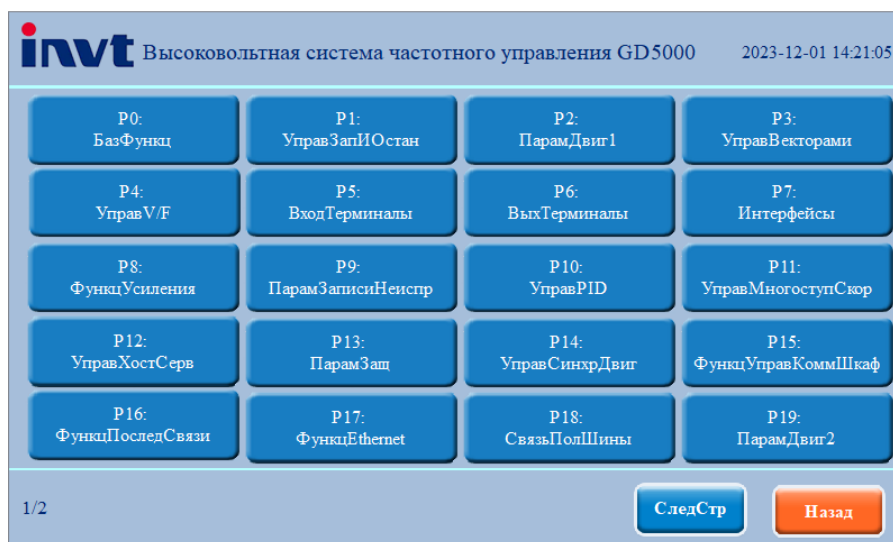 invt Высоковольтная система частотного управления GD5000 2023-12-01 14:21:05
P0: P1: P2: P3:
БазФункц УправЗапИОстан ПарамДвиг1 УправВекторами
P4: P5: P6: P7:
УправV/F ВходТерминалы ВыхТерминалы Интерфейсы
P8: P9: P10: P11:
ФункцУсиления ПарамЗаписиНеиспр УправPID УправМногоступСкор
P12: P13: P14: P15:
УправХостСерв ПарамЗащ УправСинхрДвиг ФункцУправКоммШкаф
P16: P17: P18: P19:
ФункцПоследСвязи ФункцEthernet СвязьПолШины ПарамДвиг2
1/2 СледСтр Назад